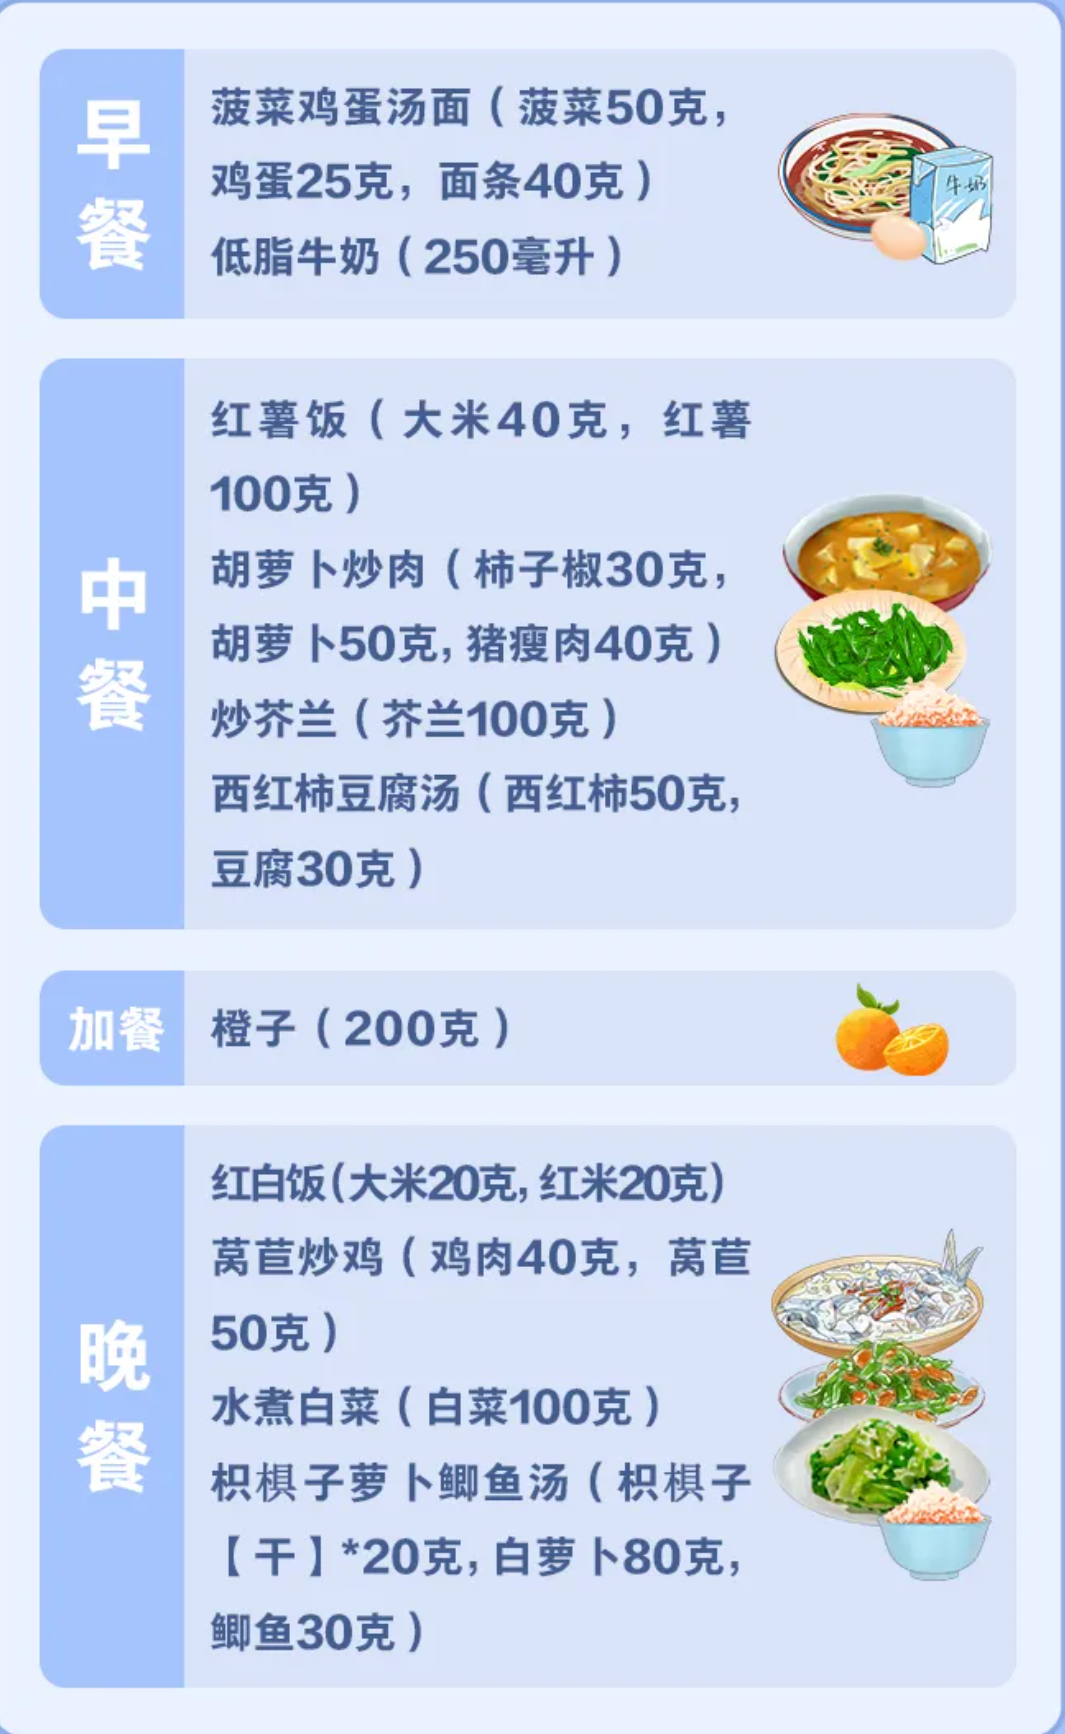 早餐
菠菜鸡蛋汤面（菠菜50克，
鸡蛋25克，面条40克）
低脂牛奶（250毫升）
牛奶
中餐
红薯饭（大米40克，红薯
100克）
胡萝卜炒肉（柿子椒30克，
胡萝卜50克, 猪瘦肉40克）
炒芥兰（芥兰100克）
西红柿豆腐汤（西红柿50克,
豆腐30克）
加餐
橙子（200克）
晚餐
红白饭(大米20克, 红米20克)
莴苣炒鸡（鸡肉40克，莴苣
50克）
水煮白菜（白菜100克）
枳椇子萝卜鲫鱼汤（枳椇子
【干】*20克, 白萝卜80克,
鲫鱼30克）